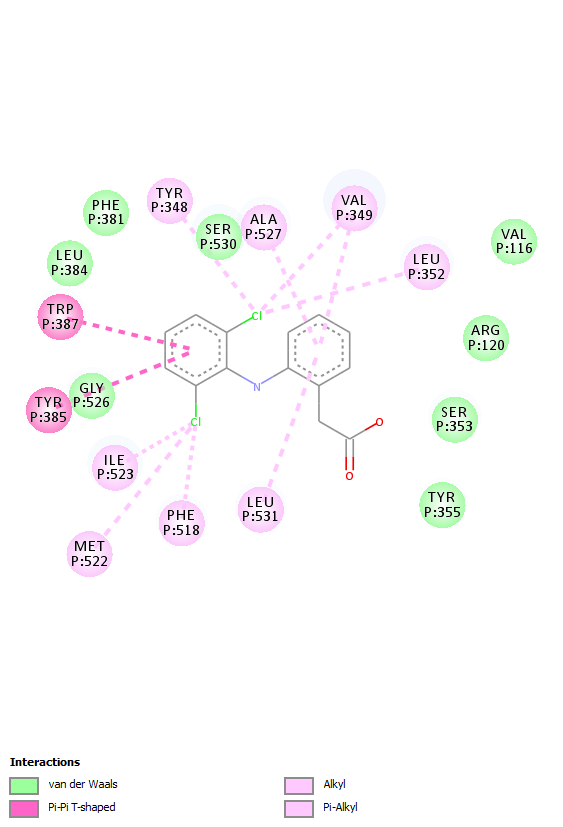 TYR
P:348
PHE
P:381
VAL
P:349
ALA
P:527
SER
P:530
VAL
P:116
LEU
P:384
LEU
P:352
TRP
P:387
Cl
ARG
P:120
GLY
P:526
N
TYR
P:385
SER
P:353
Cl
O
ILE
P:523
O
LEU
P:531
TYR
P:355
PHE
P:518
MET
P:522
Interactions
van der Waals
Alkyl
Pi-Pi T-shaped
Pi-Alkyl